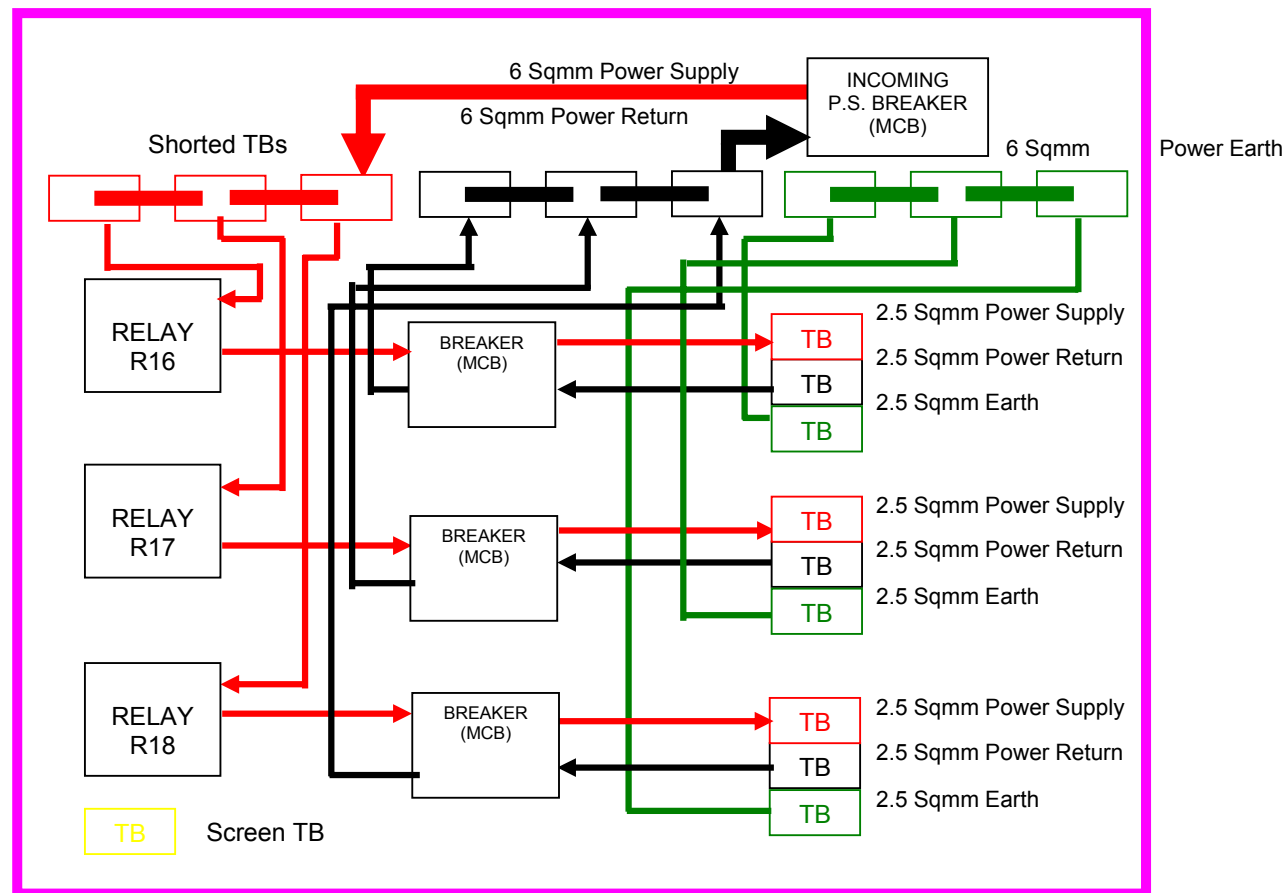 6 Sqmm Power Supply
INCOMING
P.S. BREAKER
(MCB)
6 Sqmm Power Return
Shorted TBs
6 Sqmm
Power Earth
RELAY
R16
BREAKER
(MCB)
TB
2.5 Sqmm Power Supply
TB
2.5 Sqmm Power Return
TB
2.5 Sqmm Earth
RELAY
R17
BREAKER
(MCB)
TB
2.5 Sqmm Power Supply
TB
2.5 Sqmm Power Return
TB
2.5 Sqmm Earth
RELAY
R18
BREAKER
(MCB)
TB
2.5 Sqmm Power Supply
TB
2.5 Sqmm Power Return
TB
2.5 Sqmm Earth
TB
Screen TB